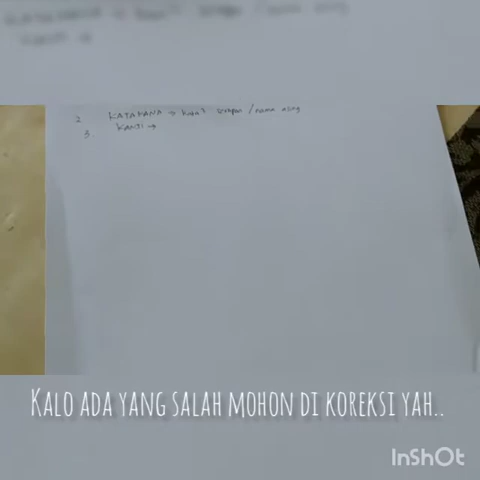 2. KATAKANA → kata² serapan / nama asing
3. KANJI →
KALO ADA YANG SALAH MOHON DI KOREKSI YAH..
InShOt